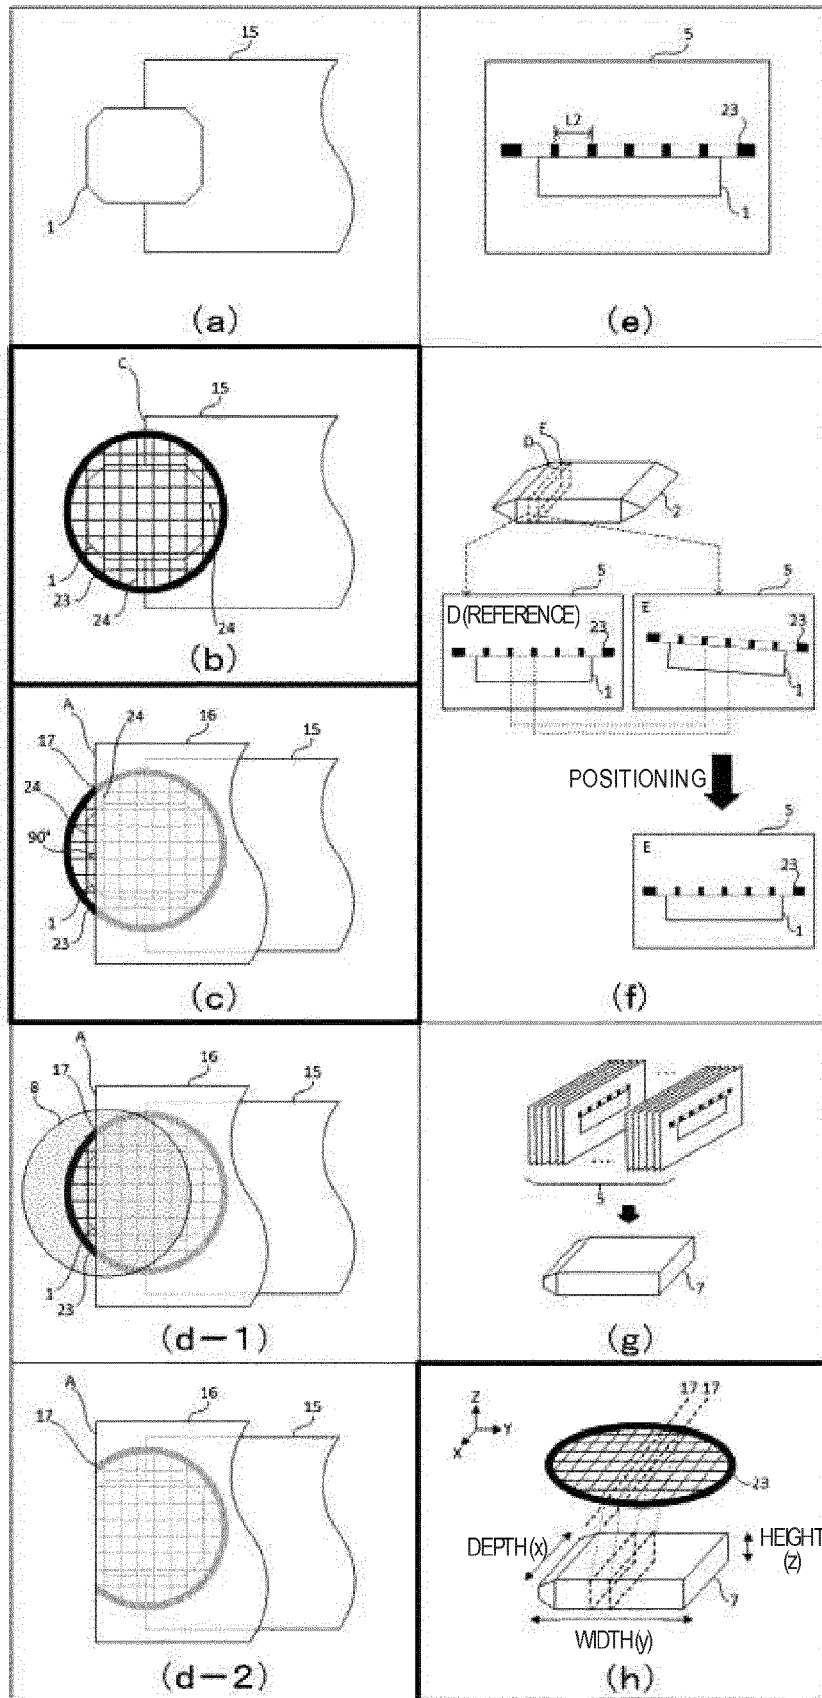 15
1
(a)
5
L2
23
1
(e)
C
15
1
23
24
24
(b)
E
D
2
5
5
D(REFERENCE)
E
23
23
1
1
POSITIONING
5
E
23
1
(f)
A
24
16
15
17
24
90°
1
23
(c)
A
16
15
17
8
1
23
(d-1)
5
7
(g)
A
16
15
17
(d-2)
Z
Y
X
17 17
23
DEPTH(x)
HEIGHT
(z)
7
WIDTH(y)
(h)